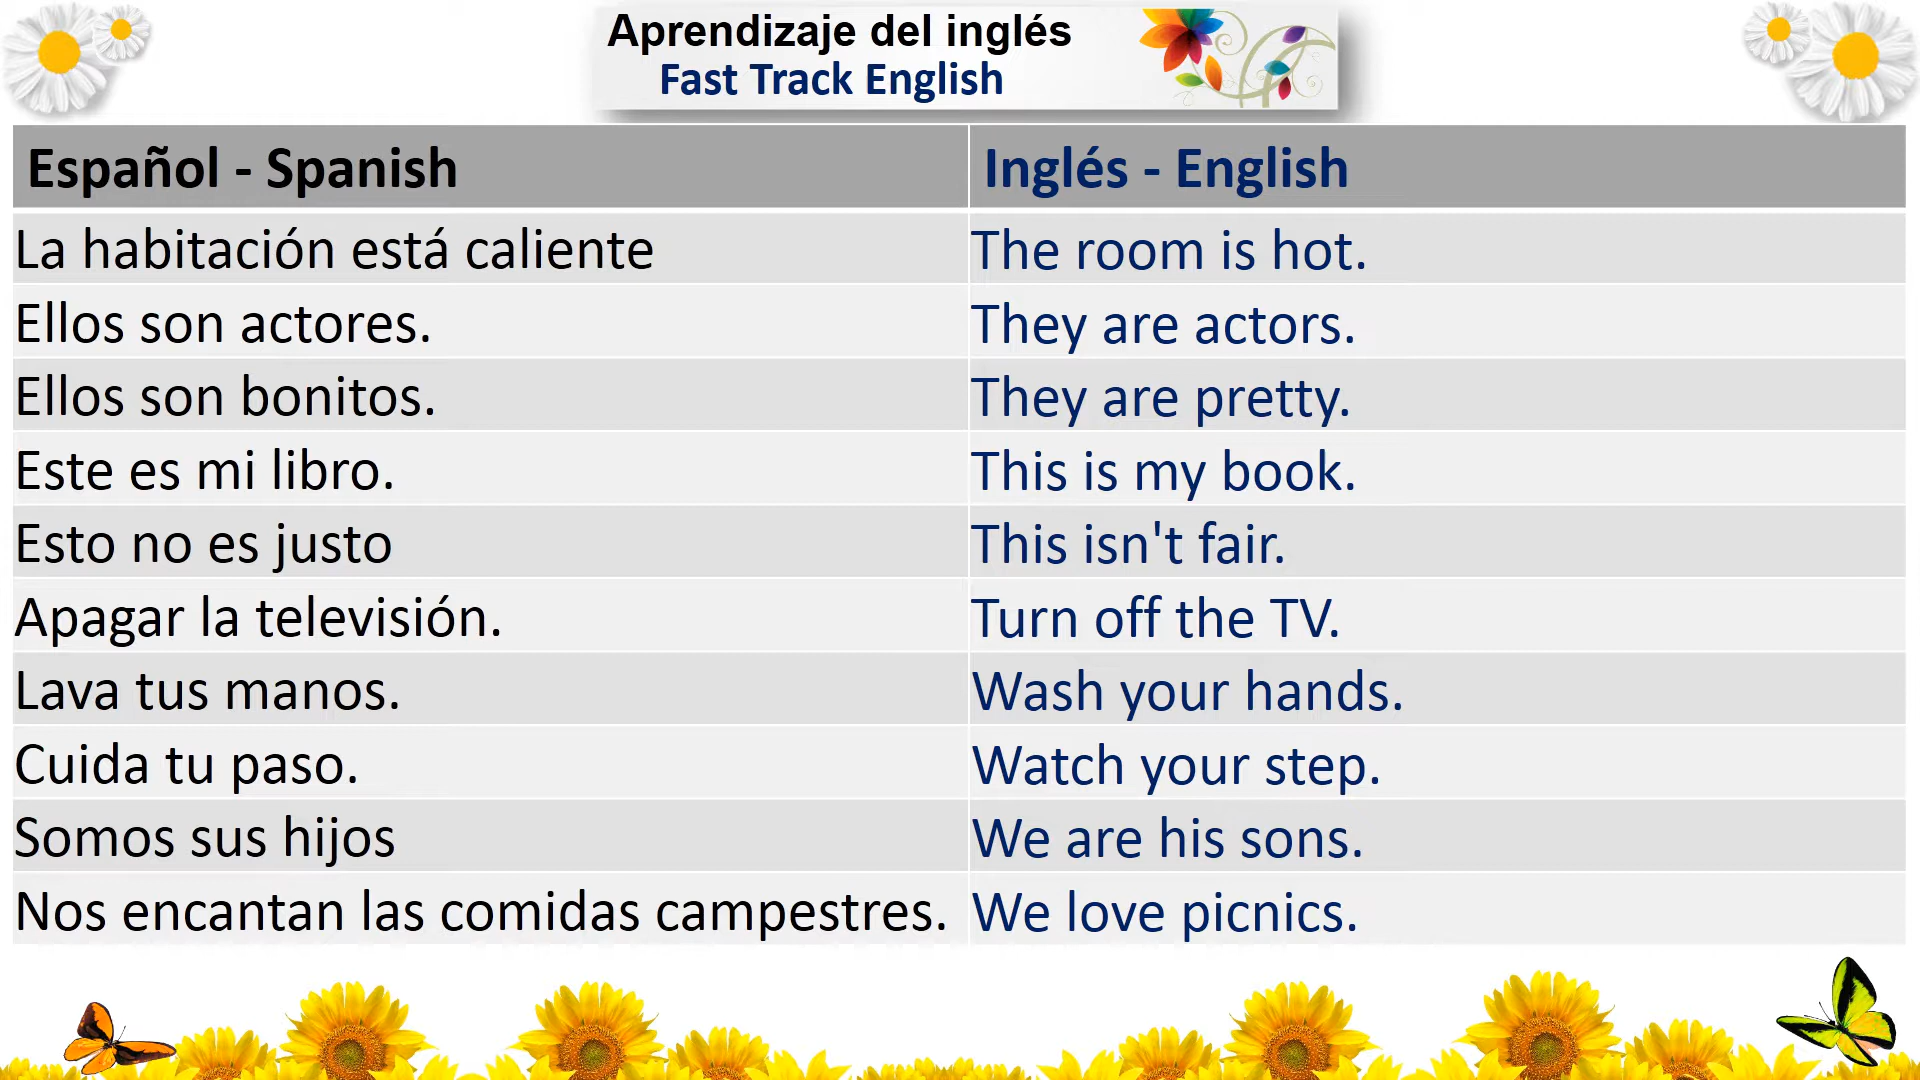 Aprendizaje del inglés
Fast Track English
Español - Spanish
Inglés - English
La habitación está caliente
The room is hot.
Ellos son actores.
They are actors.
Ellos son bonitos.
They are pretty.
Este es mi libro.
This is my book.
Esto no es justo
This isn't fair.
Apagar la televisión.
Turn off the TV.
Lava tus manos.
Wash your hands.
Cuida tu paso.
Watch your step.
Somos sus hijos
We are his sons.
Nos encantan las comidas campestres.
We love picnics.